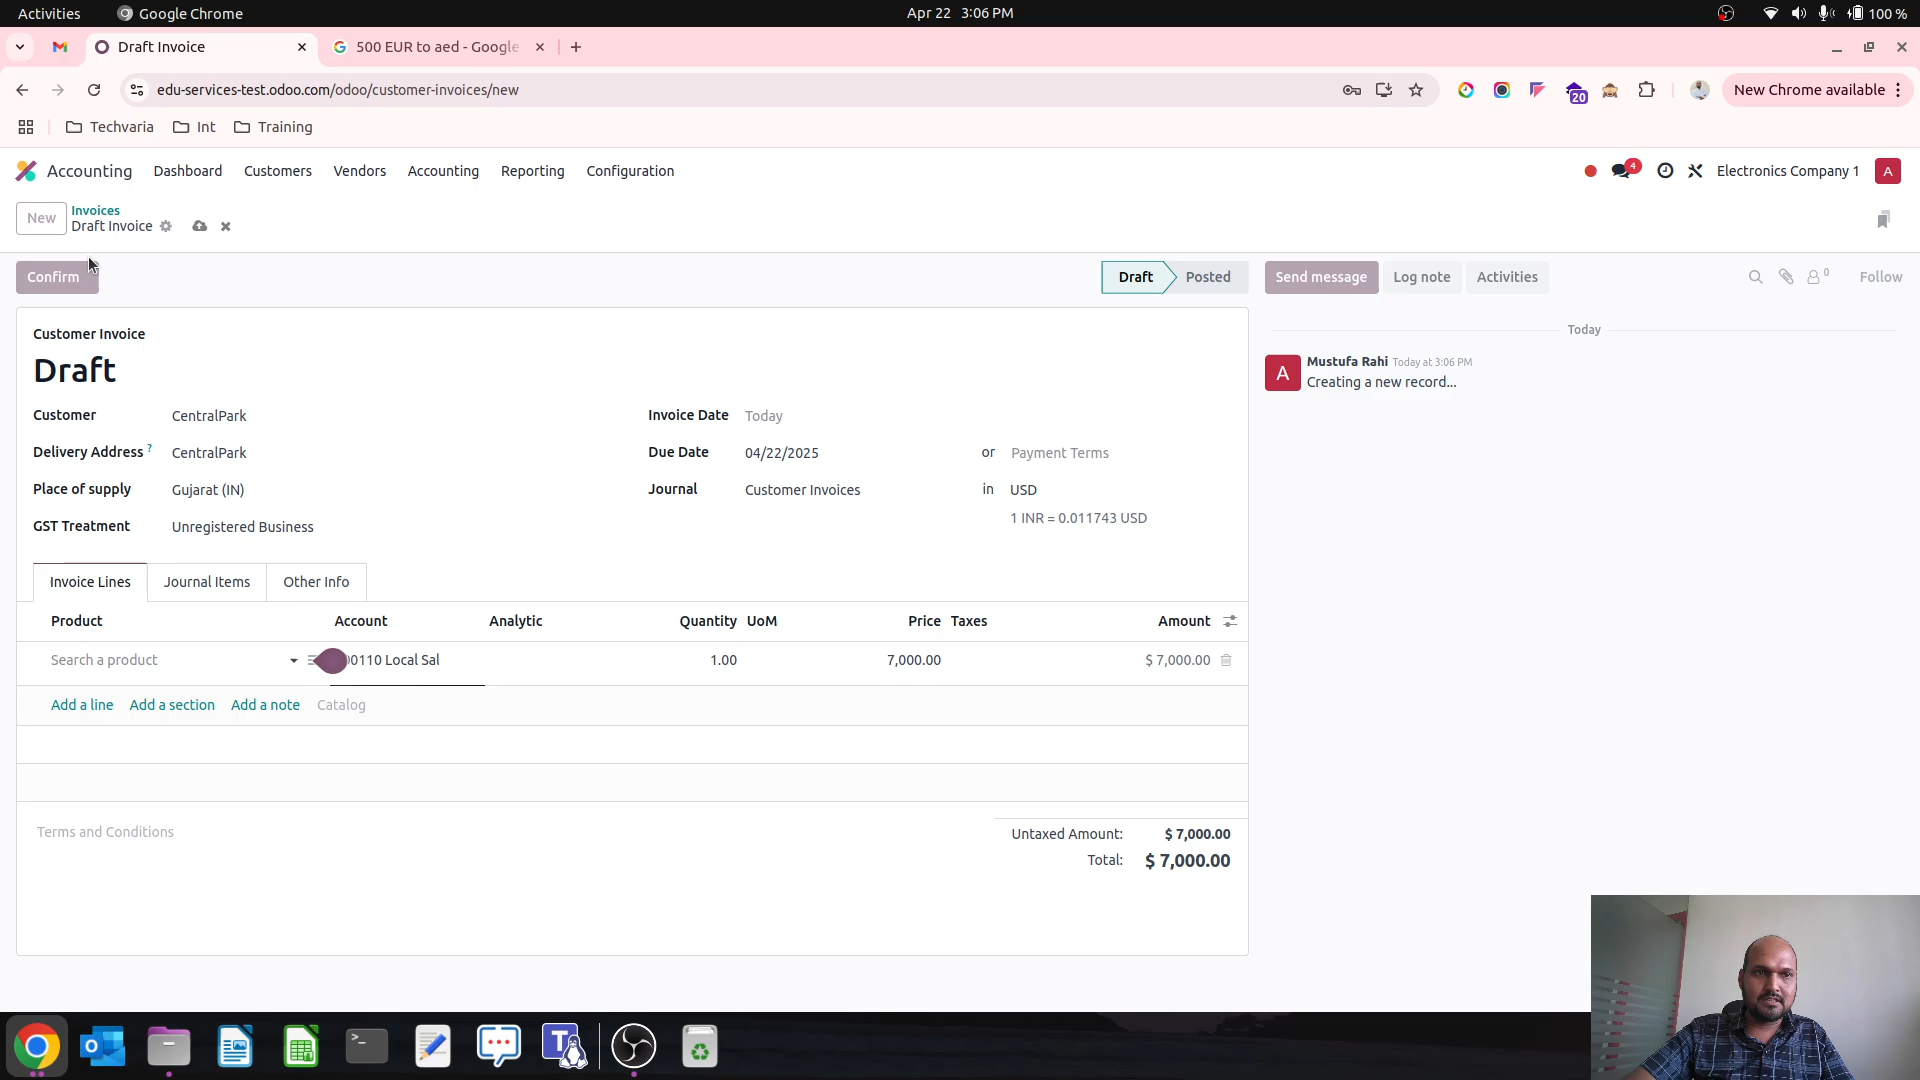 Activities Google Chrome Apr 22 3:06 PM 100 %
Draft Invoice 500 EUR to aed - Google
edu-services-test.odoo.com/odoo/customer-invoices/new 20 New Chrome available
Techvaria Int Training
Accounting Dashboard Customers Vendors Accounting Reporting Configuration 4 Electronics Company 1 A
New Invoices
Draft Invoice
Confirm Draft Posted Send message Log note Activities 0 Follow
Customer Invoice
Today
Draft
A Mustufa Rahi Today at 3:06 PM
Creating a new record...
Customer CentralPark Invoice Date Today
Delivery Address ? CentralPark Due Date 04/22/2025 or Payment Terms
Place of supply Gujarat (IN) Journal Customer Invoices in USD
1 INR = 0.011743 USD
GST Treatment Unregistered Business
Invoice Lines Journal Items Other Info
Product Account Analytic Quantity UoM Price Taxes Amount
Search a product Local Sal 1.00 7,000.00 $ 7,000.00
Add a line Add a section Add a note Catalog
Terms and Conditions
Untaxed Amount: $ 7,000.00
Total: $ 7,000.00